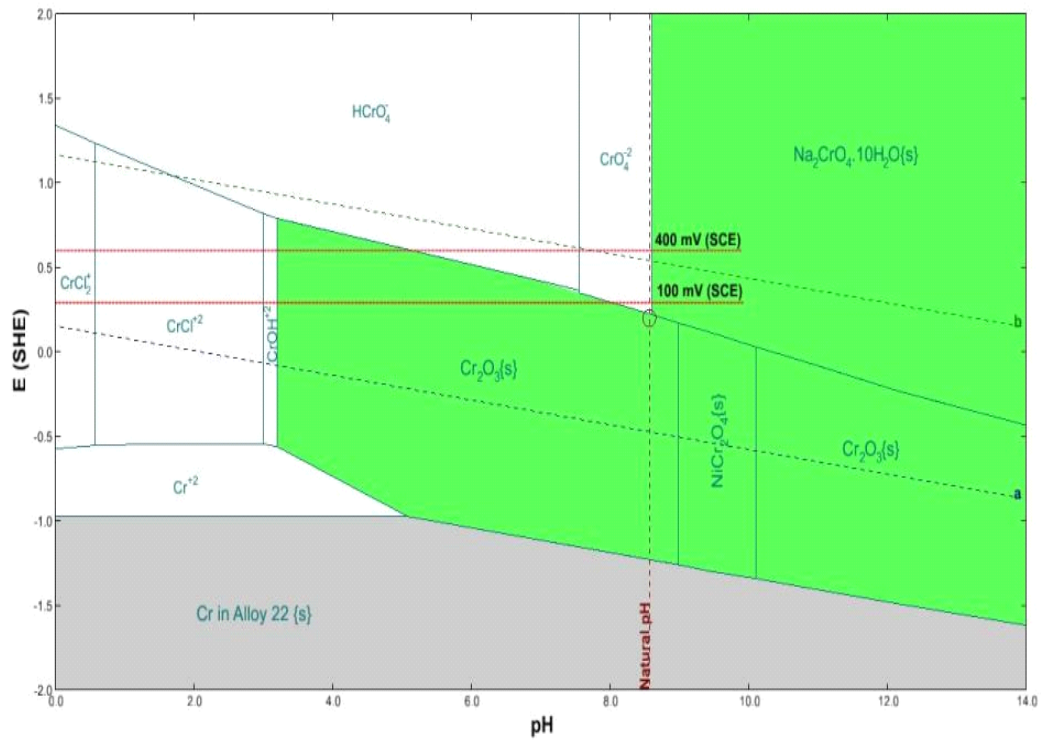 2.0
1.5
1.0
0.5
0.0
-0.5
-1.0
-1.5
-2.0
E (SHE)
HCrO₄⁻
CrO₄⁻²
Na₂CrO₄.10H₂O{s}
400 mV (SCE)
100 mV (SCE)
CrCl₂⁺
CrCl⁺²
CrOH⁺²
b
Cr₂O₃{s}
NiCr₂O₄{s}
Cr₂O₃{s}
a
Cr⁺²
Cr in Alloy 22 {s}
Natural pH
0.0 2.0 4.0 6.0 8.0 10.0 12.0 14.0
pH